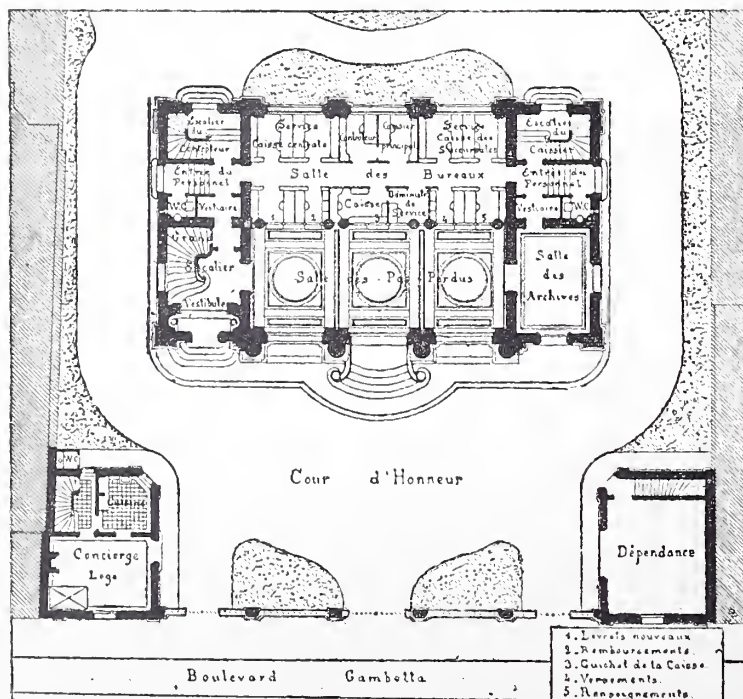 Escalier
du
Contrôleur
Service
Caisse centrale
Contrôleur
Caissier
principal
Service
Caisse des
Succursales
Escalier
du
Caissier
Entrée du
Personnel
Salle des Bureaux
Entrée du
Personnel
W.C
Vestiaire
1
2
Caisse
3
Service
4
5
Vestiaire
W.C
Grand
Escalier
Vestibule
Salle des Pas Perdus
Salle
des
Archives
W.C
Cuisine
Concierge
Loge
Cour d'Honneur
Dépendance
Boulevard Gambetta
1. Livrets nouveaux
2. Remboursements.
3. Guichet de la Caisse.
4. Versements.
5. Renseignements.